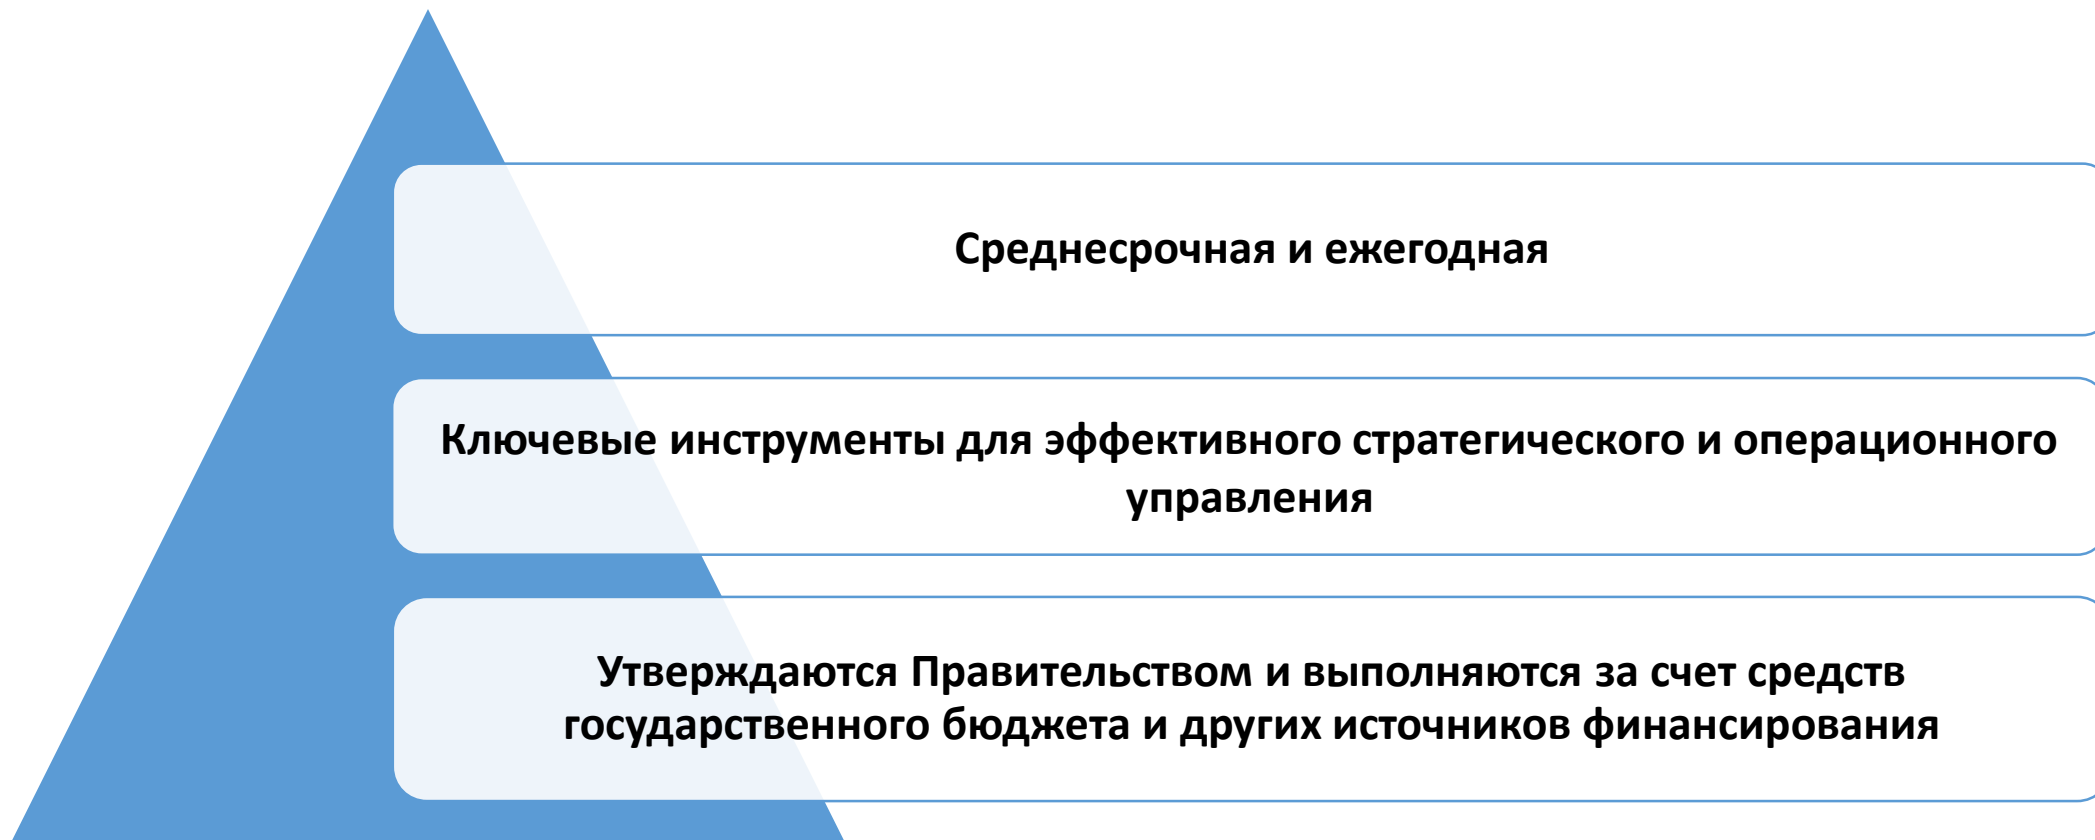 Среднесрочная и ежегодная
Ключевые инструменты для эффективного стратегического и операционного
управления
Утверждаются Правительством и выполняются за счет средств
государственного бюджета и других источников финансирования